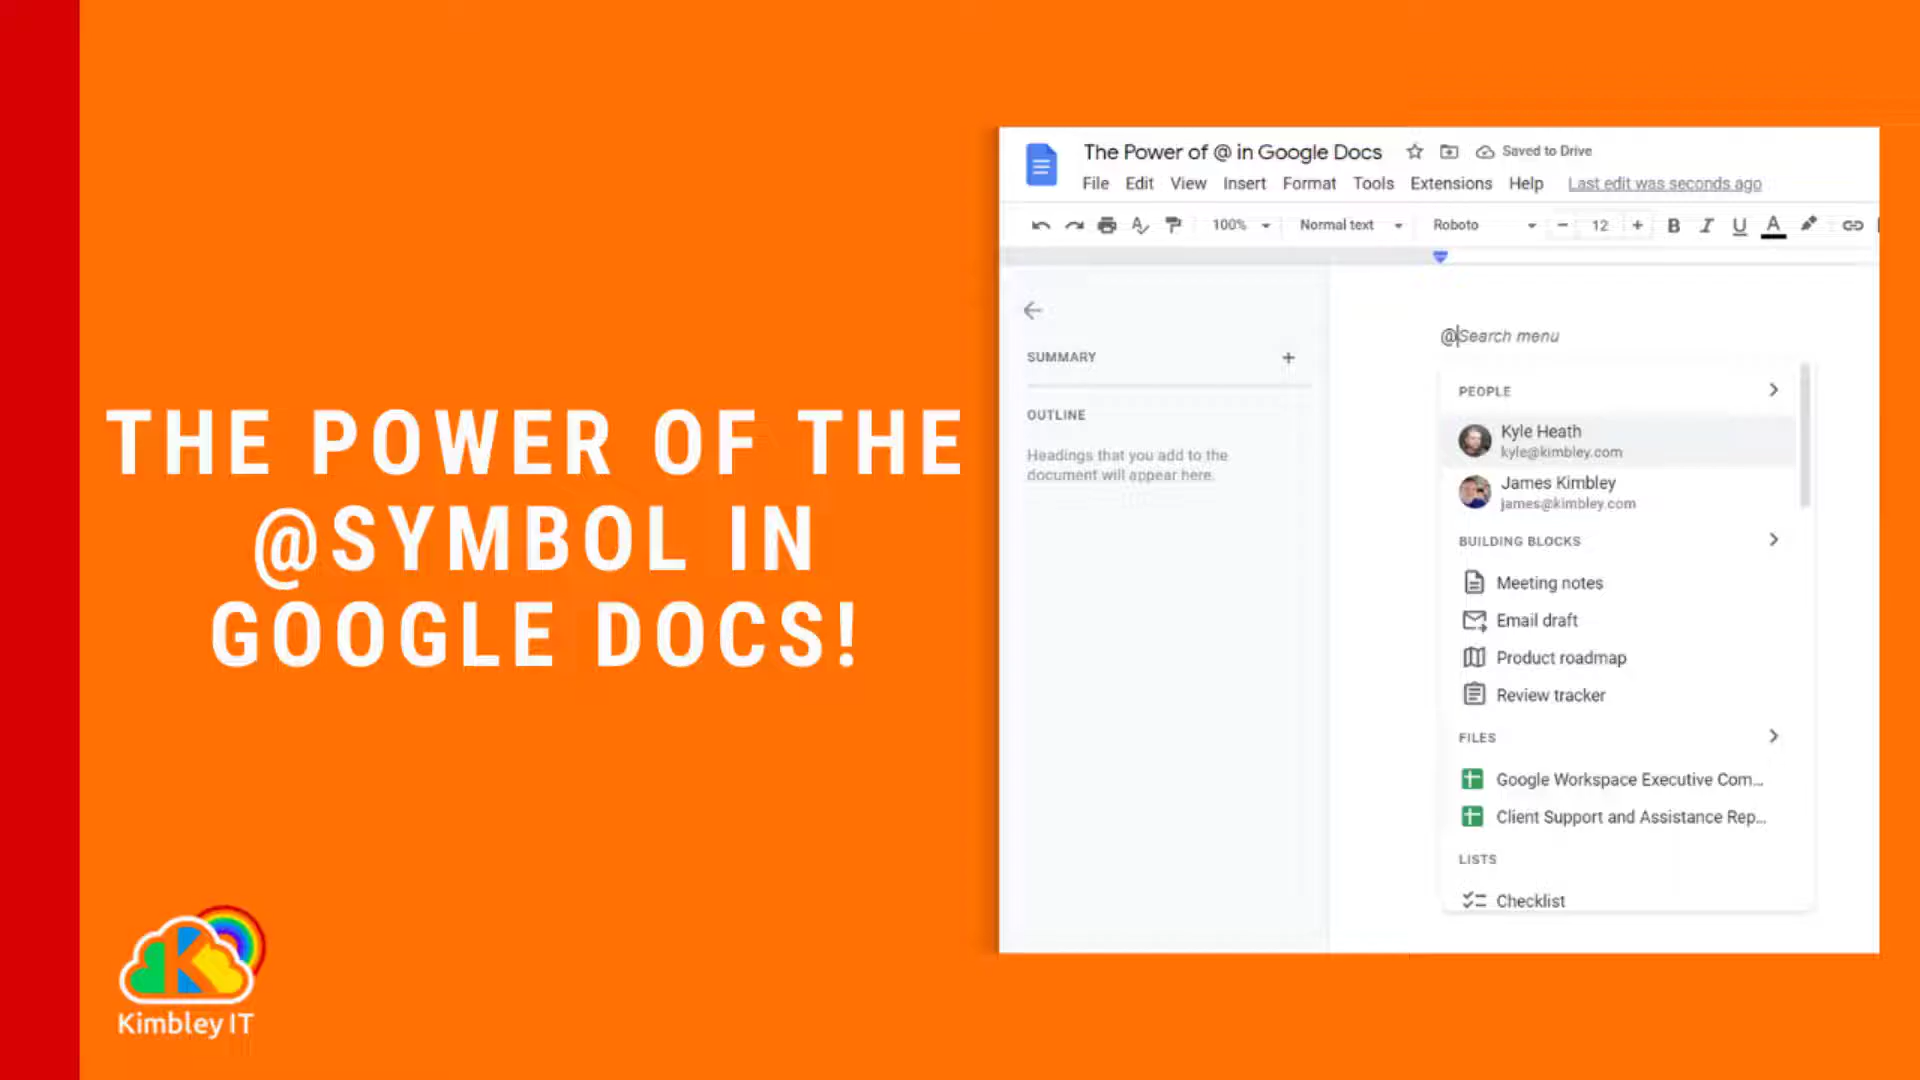 THE POWER OF THE
@SYMBOL IN
GOOGLE DOCS!
Kimbley IT
The Power of @ in Google Docs Saved to Drive
File Edit View Insert Format Tools Extensions Help Last edit was seconds ago
100% Normal text Roboto 12 B I U A
SUMMARY
OUTLINE
Headings that you add to the
document will appear here.
@Search menu
PEOPLE
Kyle Heath
kyle@kimbley.com
James Kimbley
james@kimbley.com
BUILDING BLOCKS
Meeting notes
Email draft
Product roadmap
Review tracker
FILES
Google Workspace Executive Com...
Client Support and Assistance Rep...
LISTS
Checklist